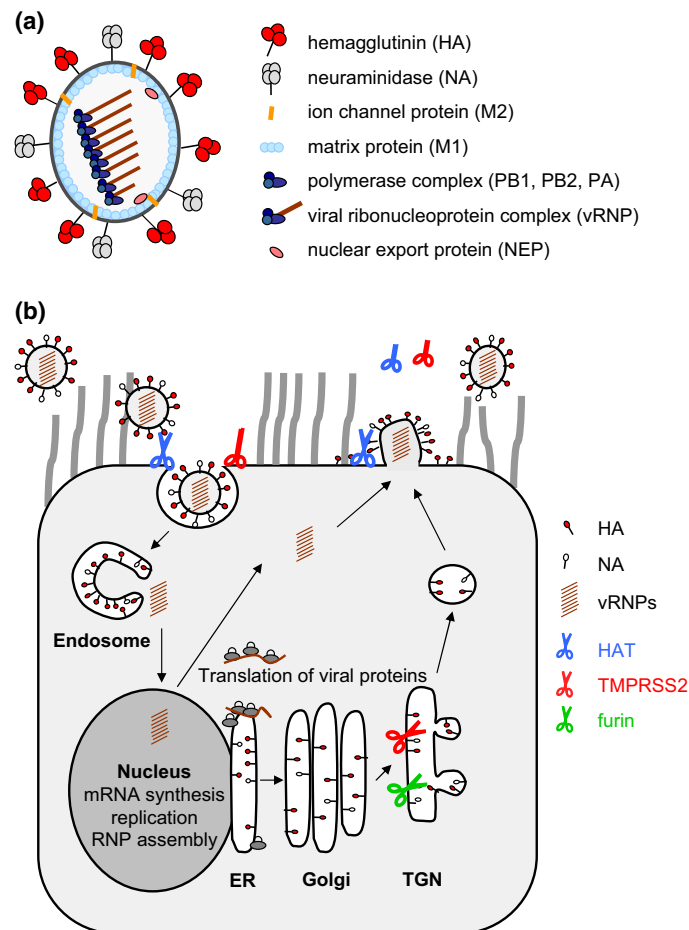 (a)
hemagglutinin (HA)
neuraminidase (NA)
ion channel protein (M2)
matrix protein (M1)
polymerase complex (PB1, PB2, PA)
viral ribonucleoprotein complex (vRNP)
nuclear export protein (NEP)
(b)
Endosome
Translation of viral proteins
Nucleus
mRNA synthesis
replication
RNP assembly
ER
Golgi
TGN
HA
NA
vRNPs
HAT
TMPRSS2
furin